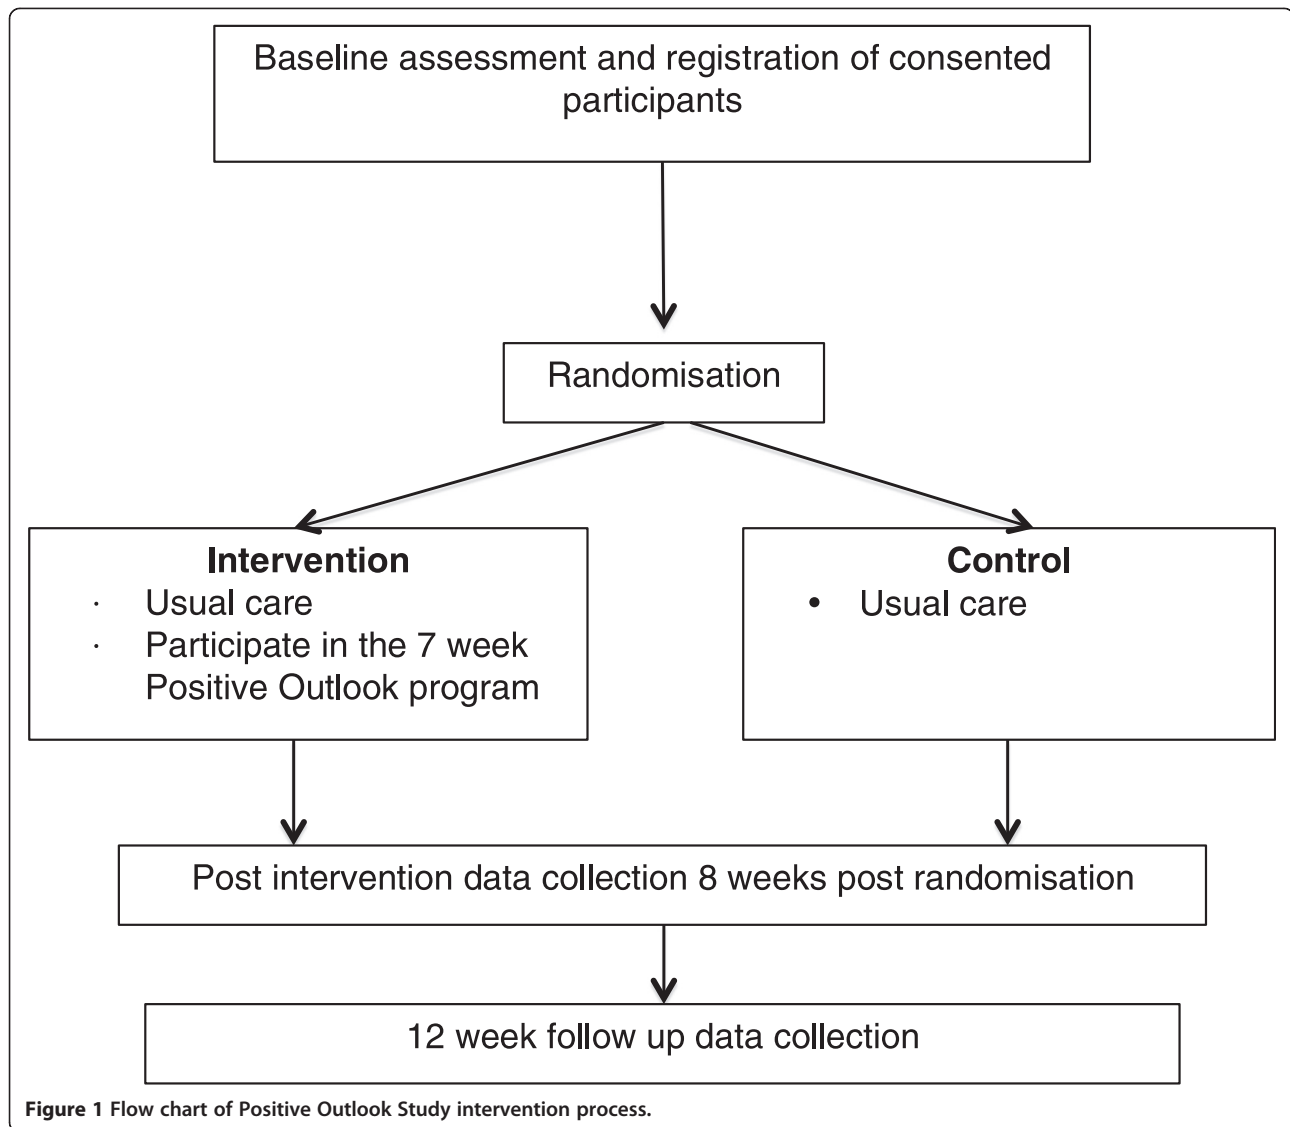 Baseline assessment and registration of consented
participants
Randomisation
Intervention
· Usual care
· Participate in the 7 week
Positive Outlook program
Control
• Usual care
Post intervention data collection 8 weeks post randomisation
12 week follow up data collection
Figure 1 Flow chart of Positive Outlook Study intervention process.